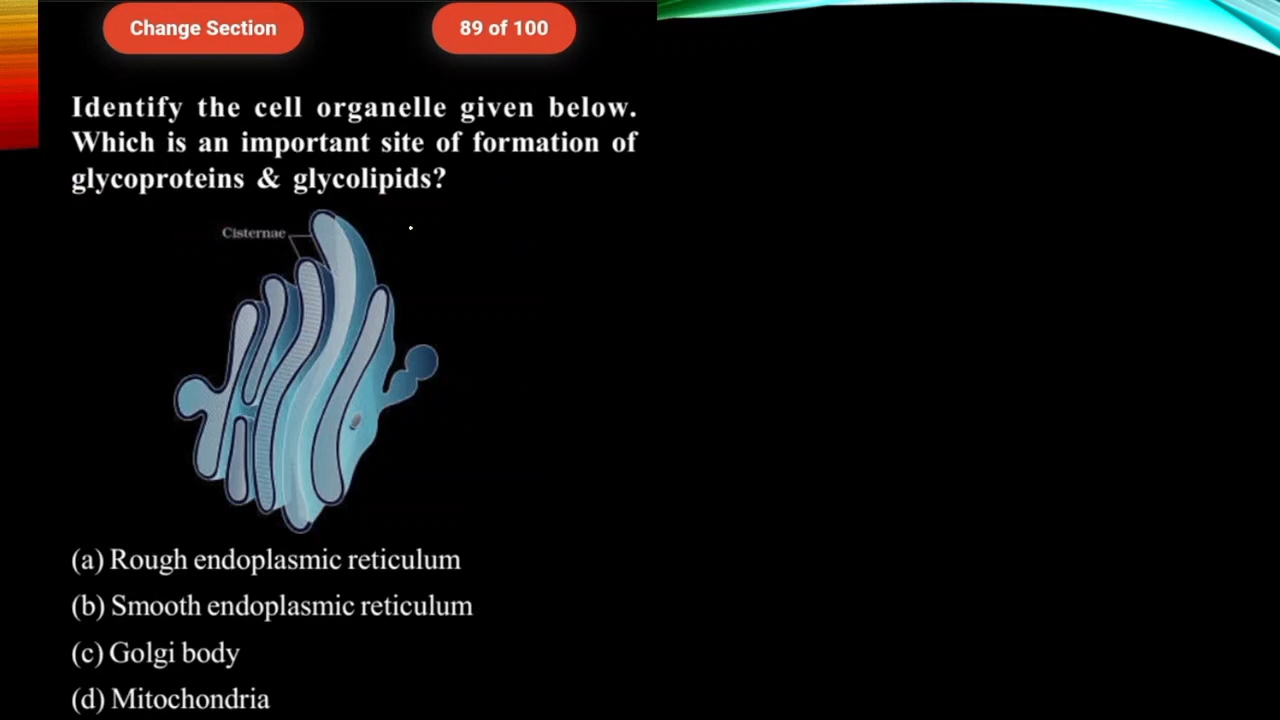 Change Section
89 of 100
Identify the cell organelle given below.
Which is an important site of formation of
glycoproteins & glycolipids?
Cisternae
(a) Rough endoplasmic reticulum
(b) Smooth endoplasmic reticulum
(c) Golgi body
(d) Mitochondria